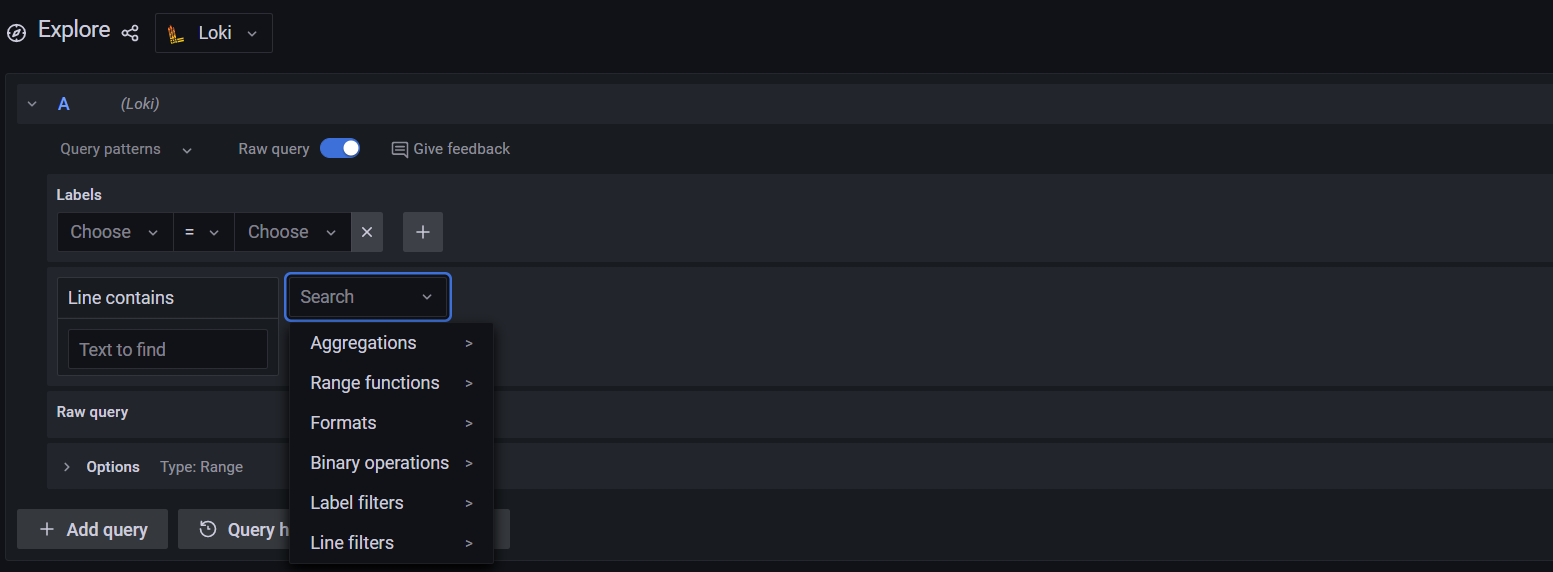 Explore Loki
A (Loki)
Query patterns Raw query Give feedback
Labels
Choose = Choose
Line contains Search
Text to find
Aggregations >
Range functions >
Formats >
Binary operations >
Label filters >
Line filters >
Raw query
Options Type: Range
Add query Query h